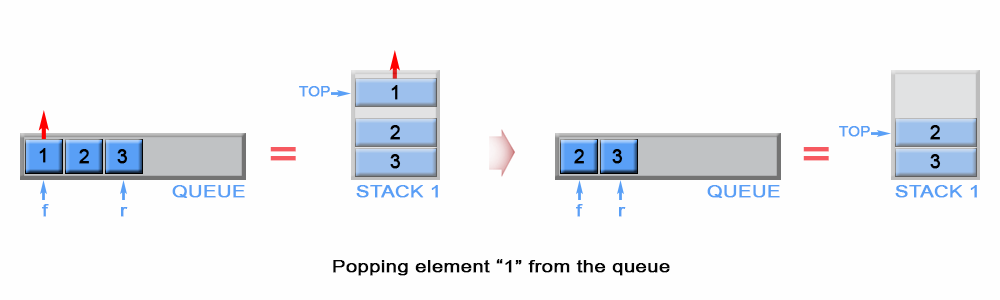 TOP
1
2
3
STACK 1
1 2 3
QUEUE
f r
=
2 3
QUEUE
f r
=
TOP
2
3
STACK 1
Popping element “1” from the queue